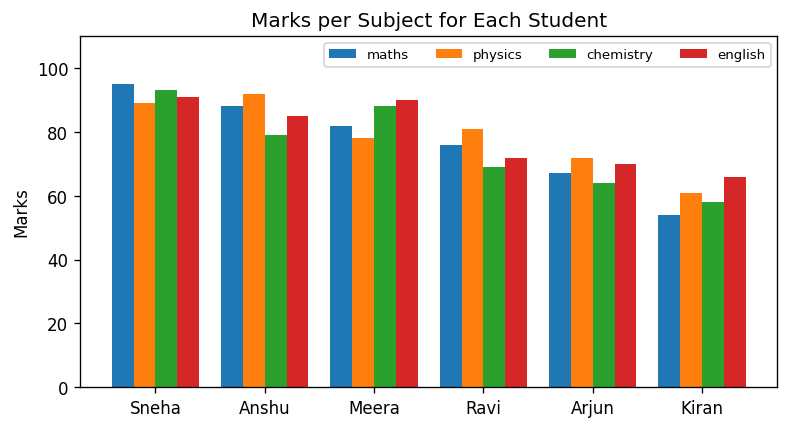 Marks per Subject for Each Student
maths physics chemistry english
100
80
60
40
20
0
Marks
Sneha Anshu Meera Ravi Arjun Kiran